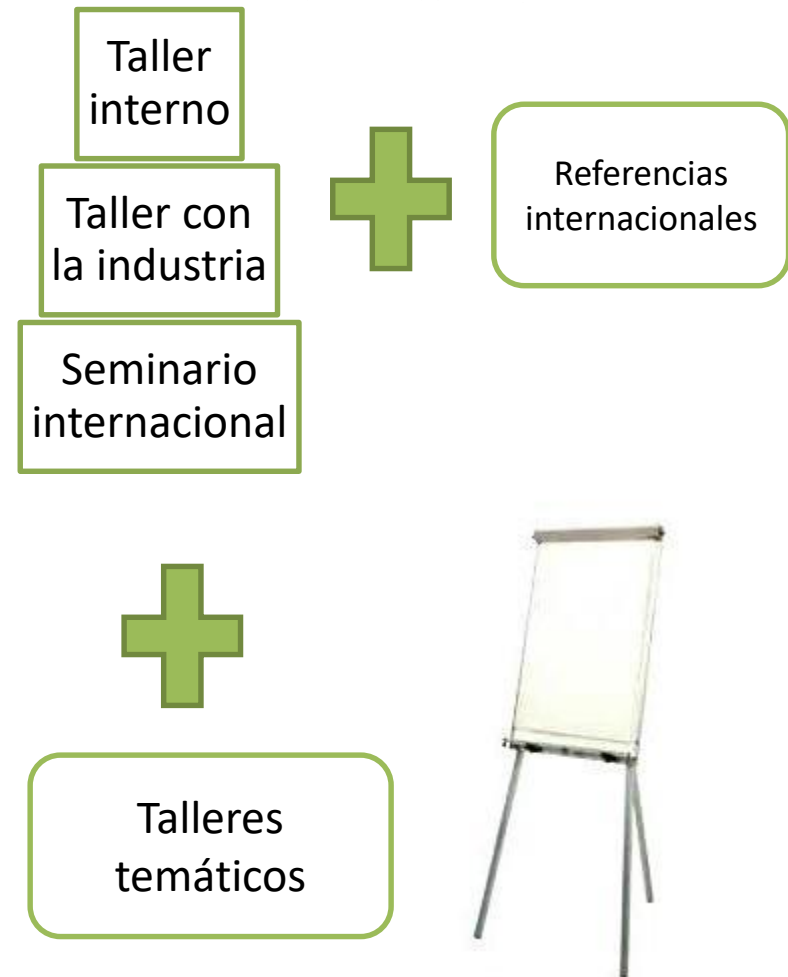 Taller
interno
Taller con
la industria
Seminario
internacional
Referencias
internacionales
Talleres
temáticos